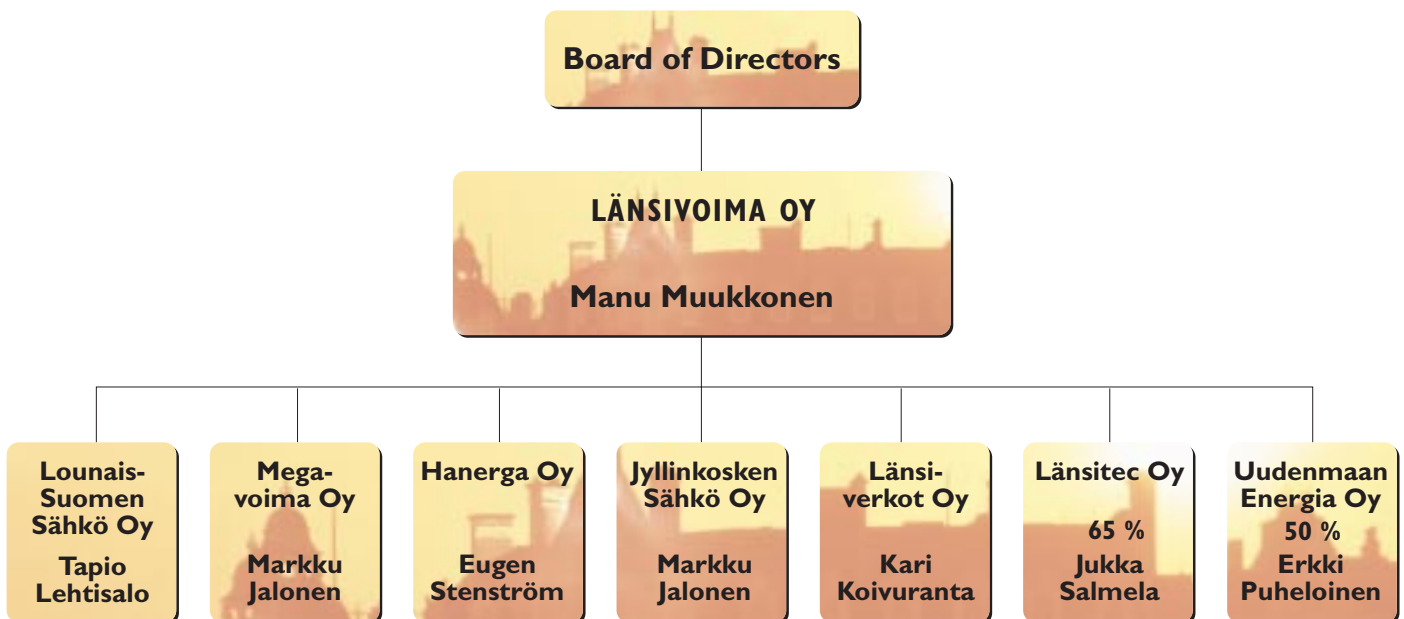 Board of Directors
LÄNSIVOIMA OY
Manu Muukkonen
Lounais-
Suomen
Sähkö Oy
Tapio
Lehtisalo
Mega-
voima Oy
Markku
Jalonen
Hanerga Oy
Eugen
Stenström
Jyllinkosken
Sähkö Oy
Markku
Jalonen
Länsi-
verkot Oy
Kari
Koivuranta
Länsitec Oy
65 %
Jukka
Salmela
Uudenmaan
Energia Oy
50 %
Erkki
Puheloinen